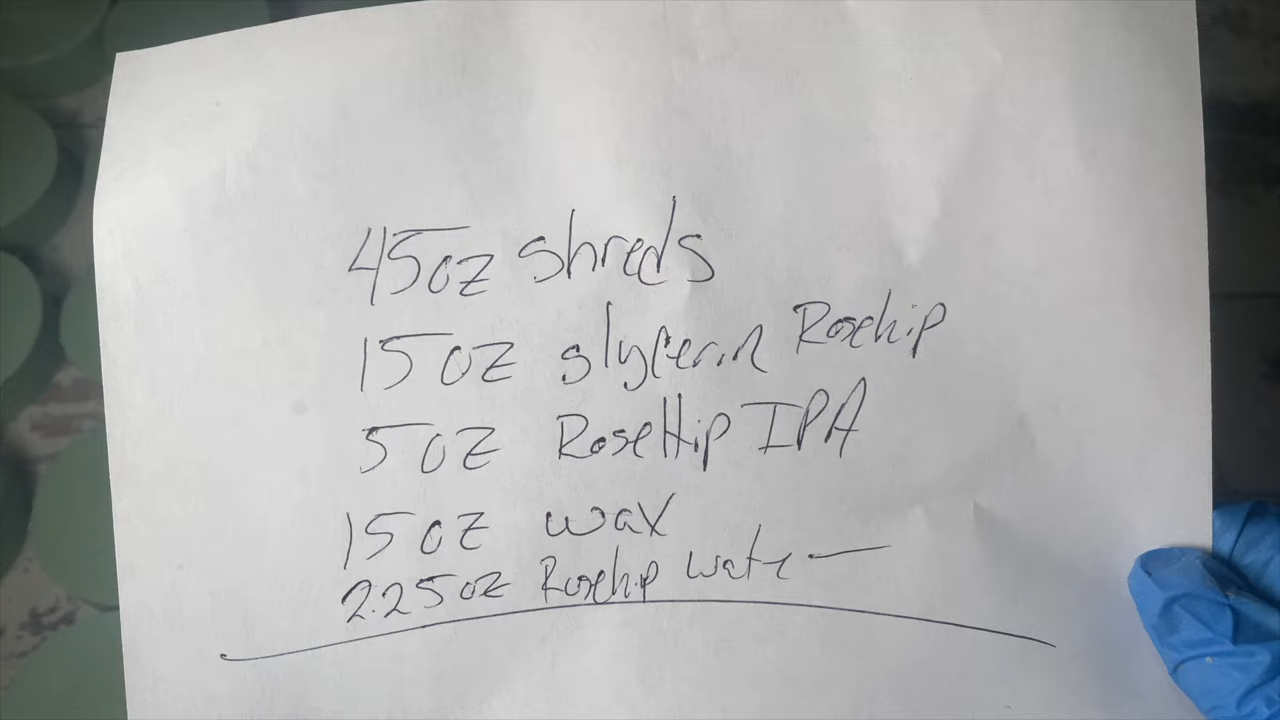 45oz shreds
15oz glycerin Rosehip
5oz RoseHip IPA
15oz wax
2.25oz Rosehip water